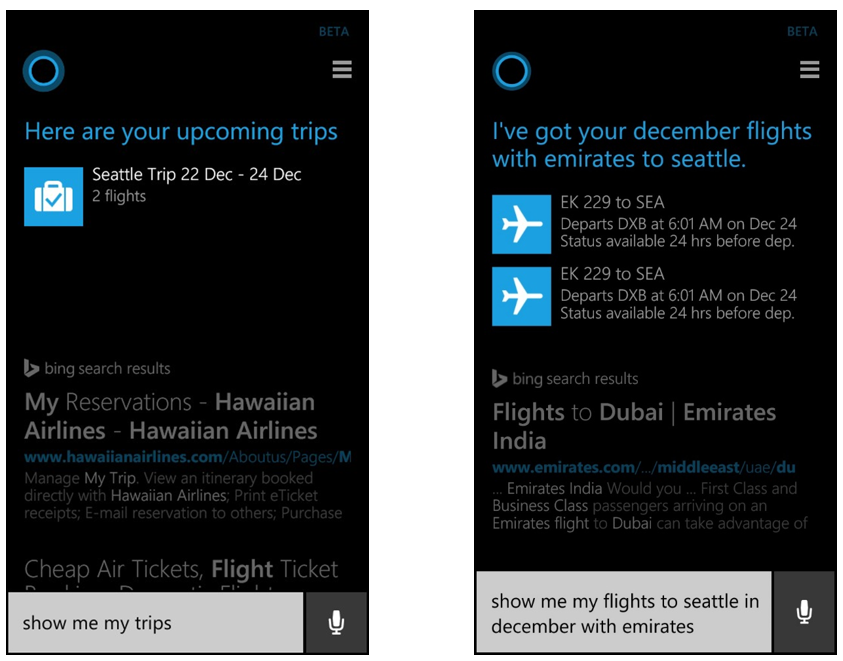 BETA
Here are your upcoming trips
Seattle Trip 22 Dec - 24 Dec
2 flights
bing search results
My Reservations - Hawaiian
Airlines - Hawaiian Airlines
www.hawaiianairlines.com/Aboutus/Pages/M
Manage My Trip. View an itinerary booked
directly with Hawaiian Airlines; Print eTicket
receipts; E-mail reservation to others; Purchase
Cheap Air Tickets, Flight Ticket
show me my trips
BETA
I've got your december flights
with emirates to seattle.
EK 229 to SEA
Departs DXB at 6:01 AM on Dec 24
Status available 24 hrs before dep.
EK 229 to SEA
Departs DXB at 6:01 AM on Dec 24
Status available 24 hrs before dep.
bing search results
Flights to Dubai | Emirates
India
www.emirates.com/.../middleeast/uae/du
... Emirates India Would you ... First Class and
Business Class passengers arriving on an
Emirates flight to Dubai can take advantage of
show me my flights to seattle in
december with emirates